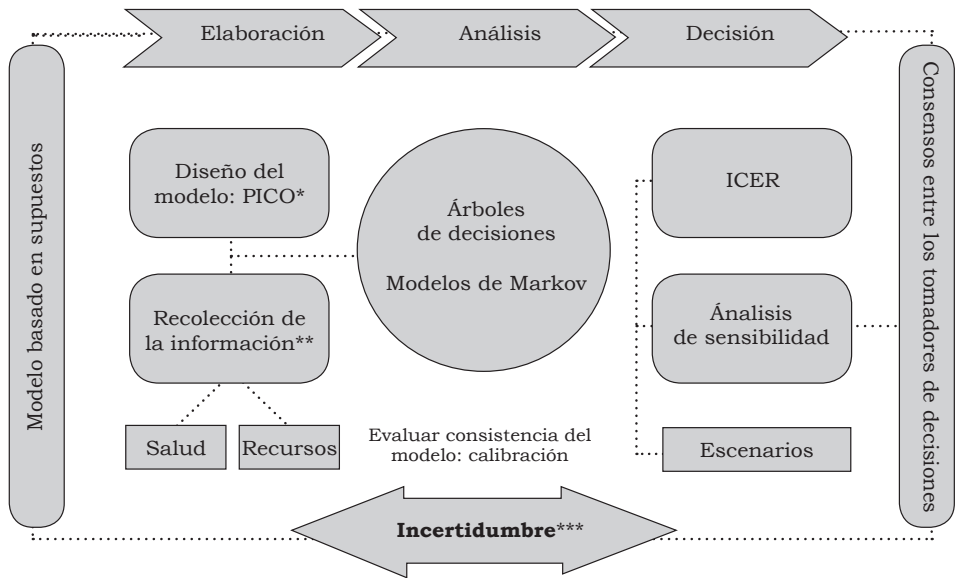 Elaboración
Análisis
Decisión
Modelo basado en supuestos
Diseño del
modelo: PICO*
Recolección de
la información**
Salud
Recursos
Árboles
de decisiones
Modelos de Markov
Evaluar consistencia del
modelo: calibración
ICER
Ánalisis
de sensibilidad
Escenarios
Consensos entre los tomadores de decisiones
Incertidumbre***